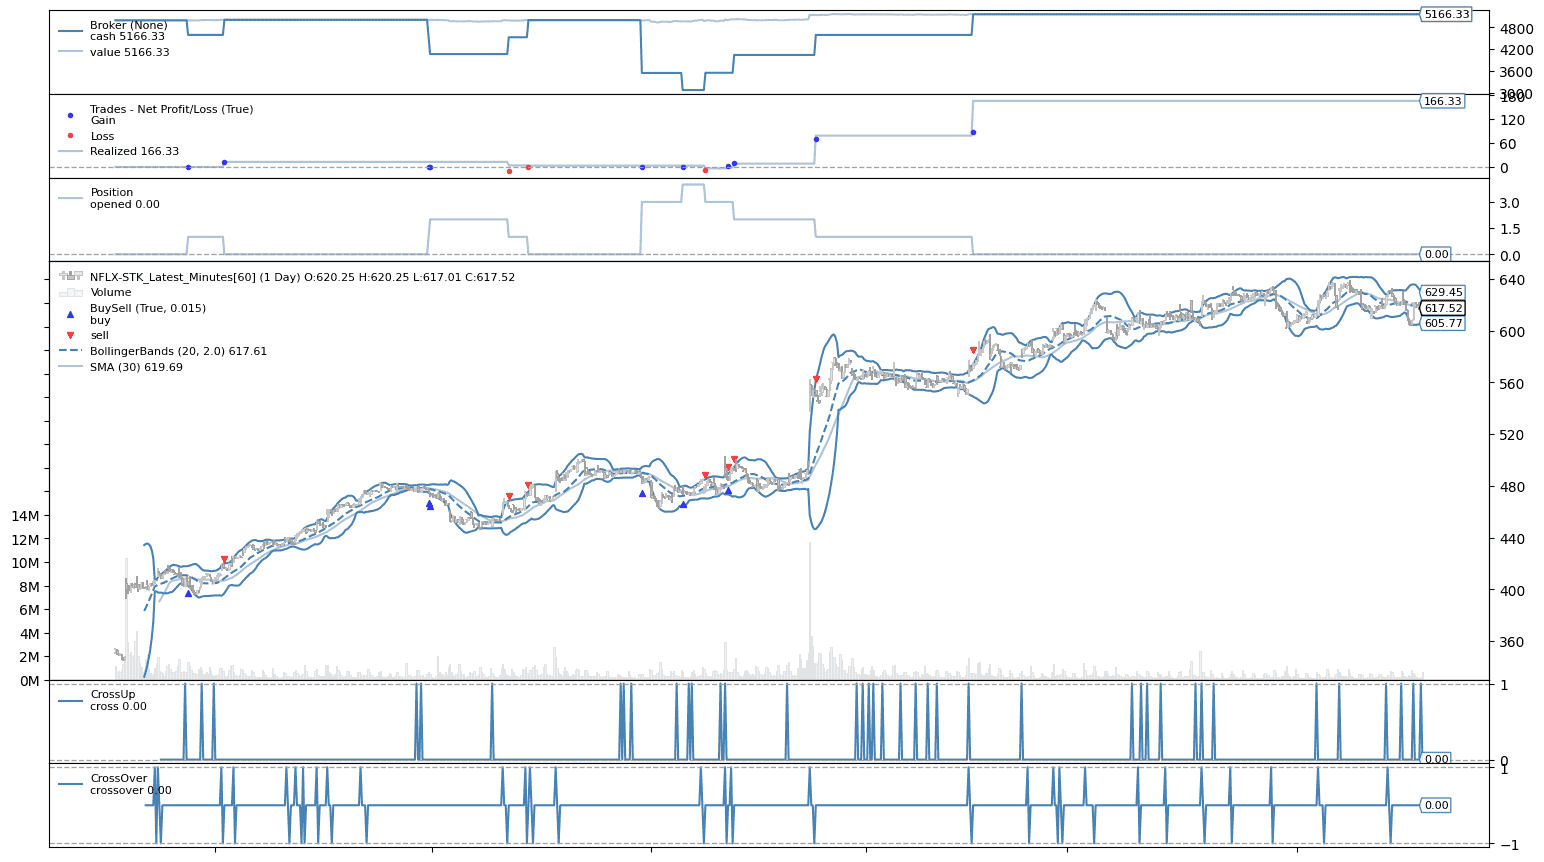 Broker (None)
cash 5166.33
value 5166.33
5166.33
4800
4200
3600
3000
Trades - Net Profit/Loss (True)
Gain
Loss
Realized 166.33
180
166.33
120
60
0
Position
opened 0.00
3.0
1.5
0.0
0.00
NFLX-STK_Latest_Minutes[60] (1 Day) O:620.25 H:620.25 L:617.01 C:617.52
Volume
BuySell (True, 0.015)
buy
sell
BollingerBands (20, 2.0) 617.61
SMA (30) 619.69
640
629.45
617.52
605.77
600
560
520
480
440
400
360
14M
12M
10M
8M
6M
4M
2M
0M
CrossUp
cross 0.00
1
0.00
0
CrossOver
crossover 0.00
1
0.00
−1